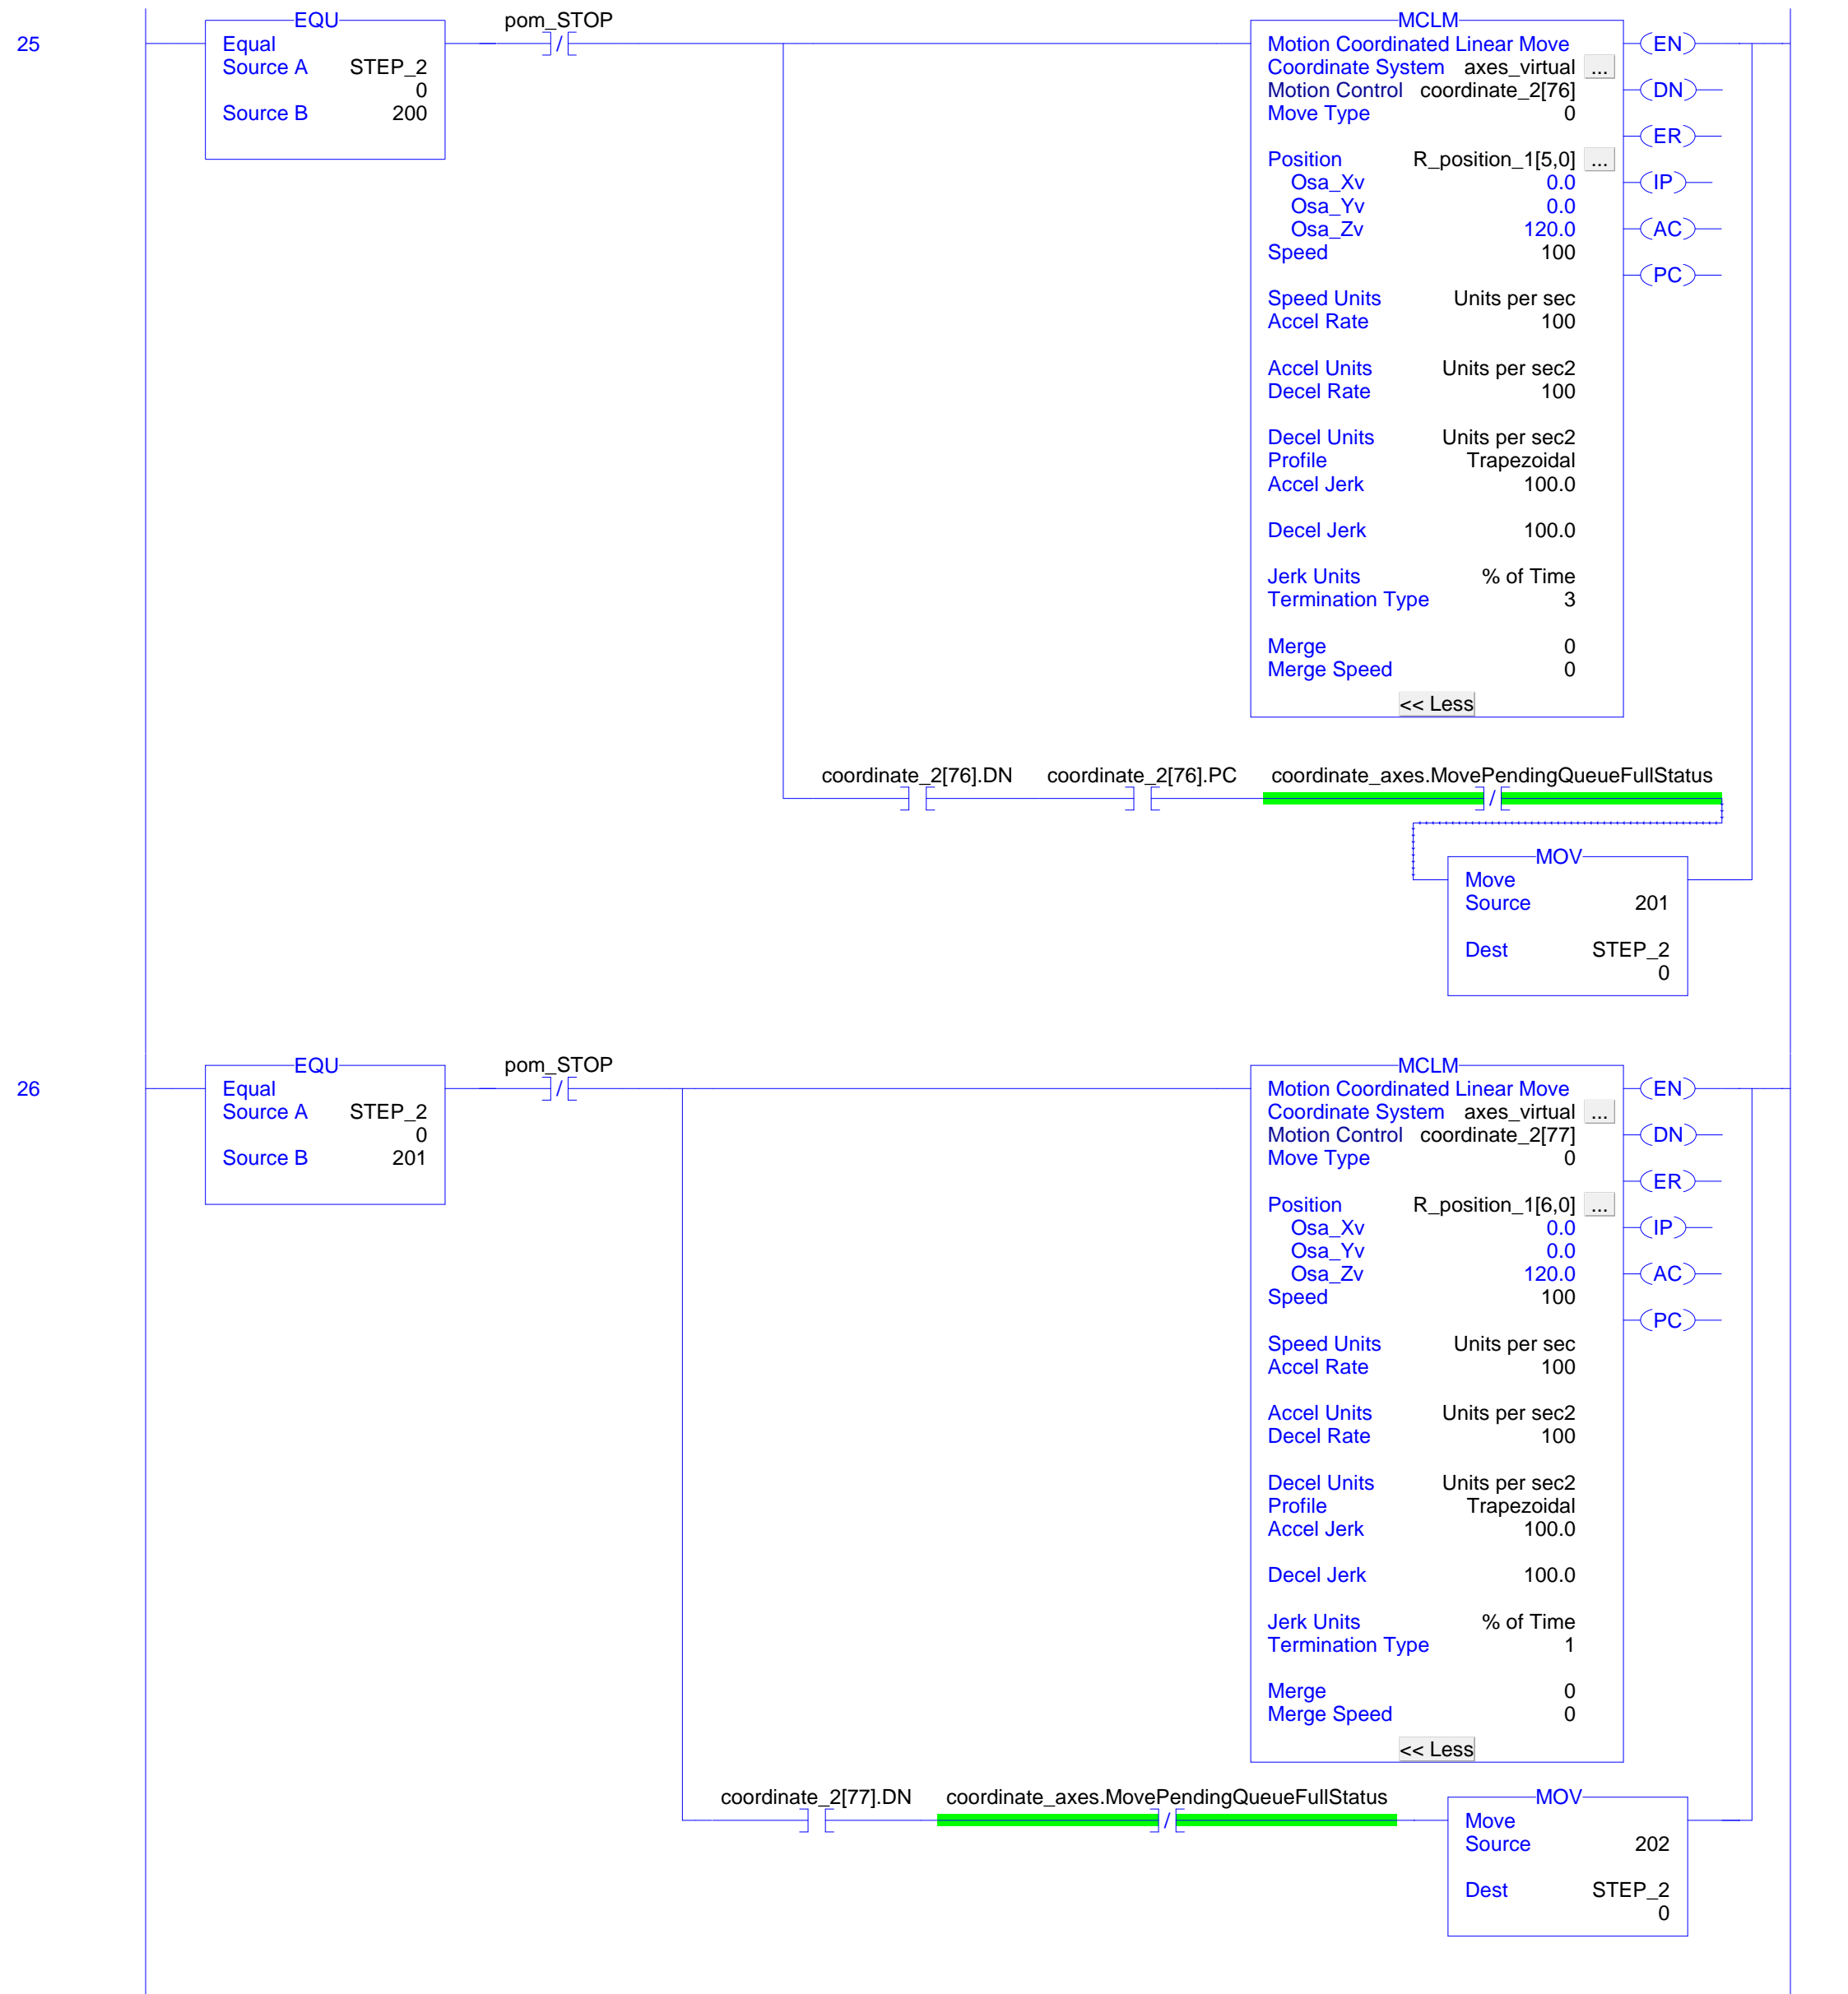 25
EQU
Equal
Source A STEP_2
0
Source B 200
pom_STOP
MCLM
Motion Coordinated Linear Move
Coordinate System axes_virtual ...
Motion Control coordinate_2[76]
Move Type 0
Position R_position_1[5,0] ...
Osa_Xv 0.0
Osa_Yv 0.0
Osa_Zv 120.0
Speed 100
Speed Units Units per sec
Accel Rate 100
Accel Units Units per sec2
Decel Rate 100
Decel Units Units per sec2
Profile Trapezoidal
Accel Jerk 100.0
Decel Jerk 100.0
Jerk Units % of Time
Termination Type 3
Merge 0
Merge Speed 0
<< Less
EN
DN
ER
IP
AC
PC
coordinate_2[76].DN coordinate_2[76].PC coordinate_axes.MovePendingQueueFullStatus
MOV
Move
Source 201
Dest STEP_2
0
26
EQU
Equal
Source A STEP_2
0
Source B 201
pom_STOP
MCLM
Motion Coordinated Linear Move
Coordinate System axes_virtual ...
Motion Control coordinate_2[77]
Move Type 0
Position R_position_1[6,0] ...
Osa_Xv 0.0
Osa_Yv 0.0
Osa_Zv 120.0
Speed 100
Speed Units Units per sec
Accel Rate 100
Accel Units Units per sec2
Decel Rate 100
Decel Units Units per sec2
Profile Trapezoidal
Accel Jerk 100.0
Decel Jerk 100.0
Jerk Units % of Time
Termination Type 1
Merge 0
Merge Speed 0
<< Less
EN
DN
ER
IP
AC
PC
coordinate_2[77].DN coordinate_axes.MovePendingQueueFullStatus
MOV
Move
Source 202
Dest STEP_2
0